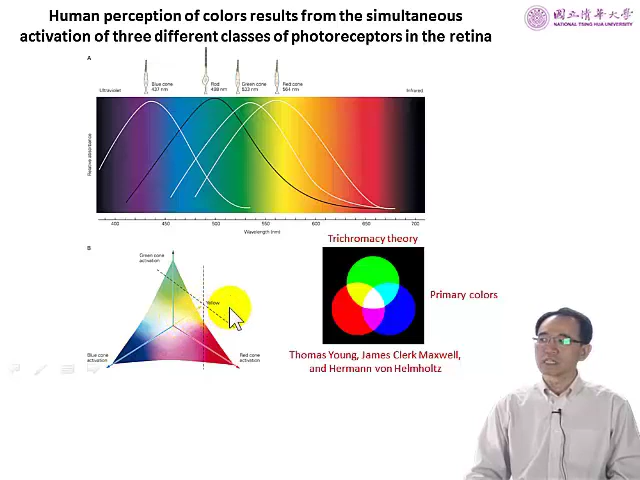 Human perception of colors results from the simultaneous
activation of three different classes of photoreceptors in the retina
國立清華大學
NATIONAL TSING HUA UNIVERSITY
A
Blue cone
437 nm
Rod
498 nm
Green cone
533 nm
Red cone
564 nm
Ultraviolet
Infrared
Relative absorbance
400
450
500
550
600
650
700
Wavelength (nm)
B
Green cone
activation
Yellow
Blue cone
activation
Red cone
activation
Trichromacy theory
Primary colors
Thomas Young, James Clerk Maxwell,
and Hermann von Helmholtz